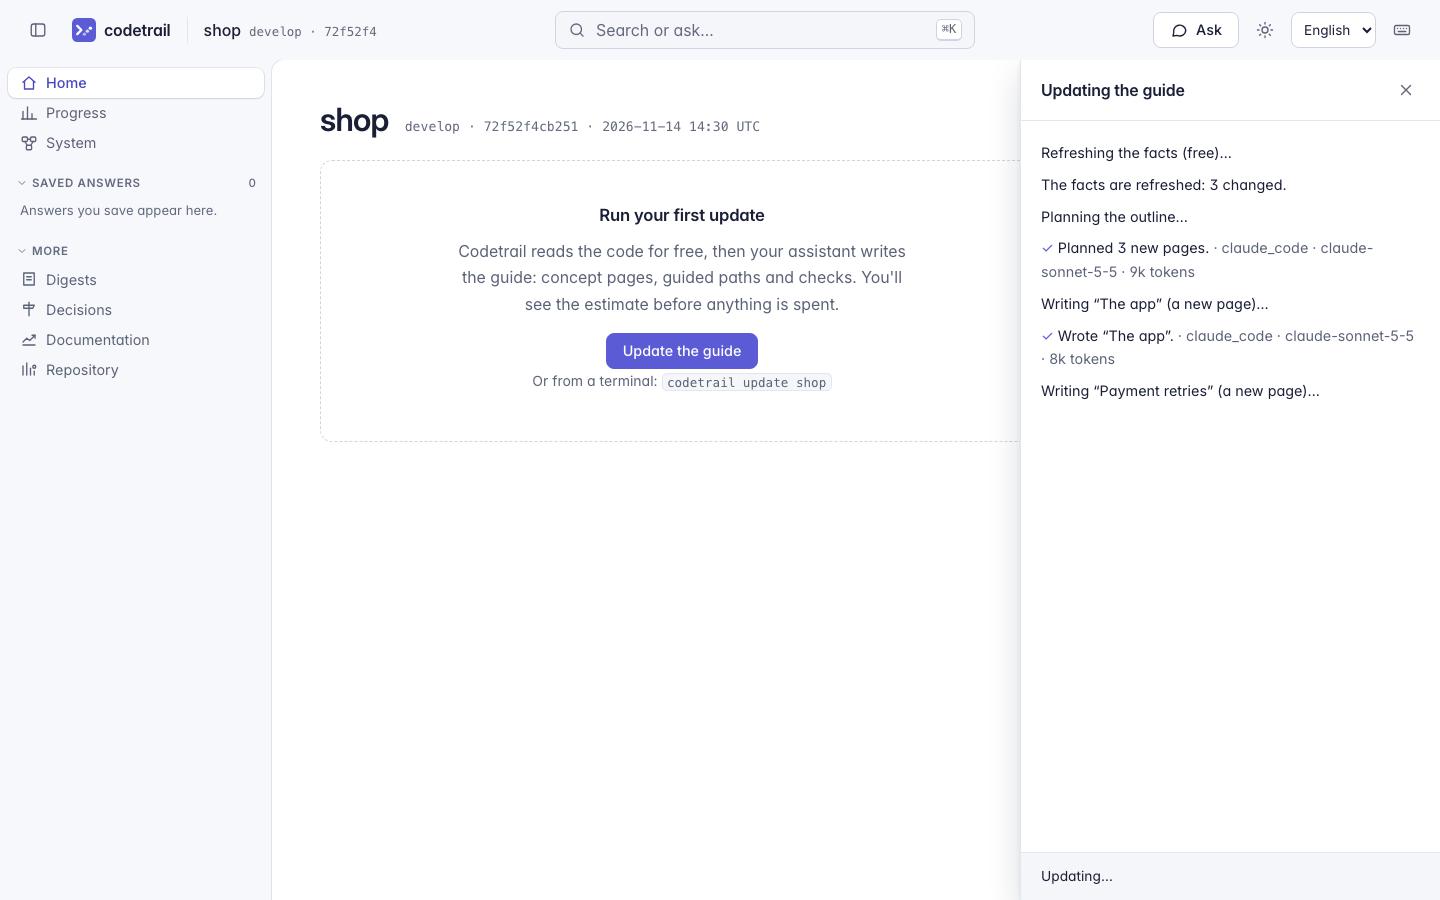 codetrail
shop develop · 72f52f4
Search or ask...
⌘K
Ask
English
Home
Progress
System
SAVED ANSWERS 0
Answers you save appear here.
MORE
Digests
Decisions
Documentation
Repository
shop develop · 72f52f4cb251 · 2026-11-14 14:30 UTC
Run your first update
Codetrail reads the code for free, then your assistant writes
the guide: concept pages, guided paths and checks. You'll
see the estimate before anything is spent.
Update the guide
Or from a terminal: codetrail update shop
Updating the guide
Refreshing the facts (free)...
The facts are refreshed: 3 changed.
Planning the outline...
✓ Planned 3 new pages. · claude_code · claude-
sonnet-5-5 · 9k tokens
Writing “The app” (a new page)...
✓ Wrote “The app”. · claude_code · claude-sonnet-5-5
· 8k tokens
Writing “Payment retries” (a new page)...
Updating...